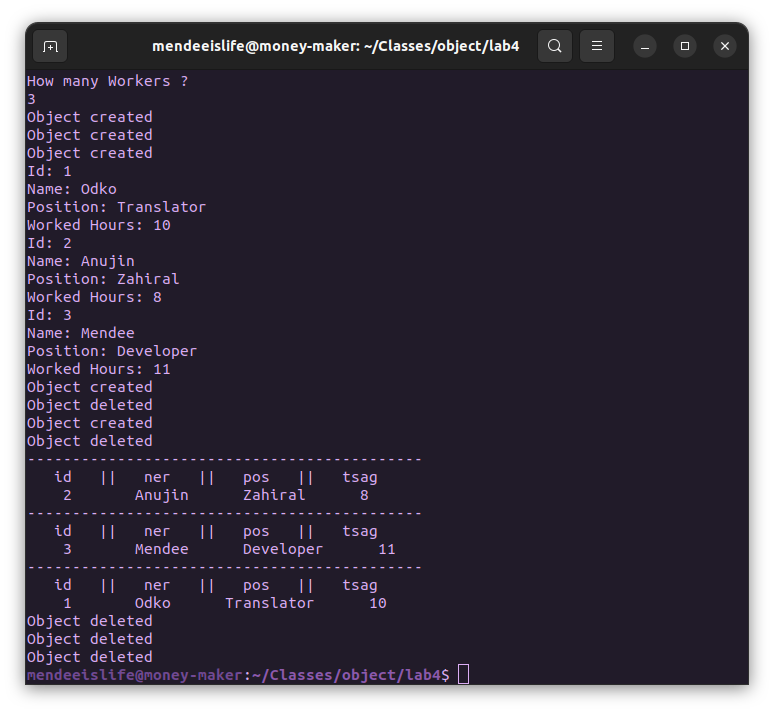 mendeeislife@money-maker: ~/Classes/object/lab4
How many Workers ?
3
Object created
Object created
Object created
Id: 1
Name: Odko
Position: Translator
Worked Hours: 10
Id: 2
Name: Anujin
Position: Zahiral
Worked Hours: 8
Id: 3
Name: Mendee
Position: Developer
Worked Hours: 11
Object created
Object deleted
Object created
Object deleted
--------------------------------------------
   id   ||   ner   ||   pos   ||   tsag
    2       Anujin      Zahiral      8
--------------------------------------------
   id   ||   ner   ||   pos   ||   tsag
    3       Mendee      Developer      11
--------------------------------------------
   id   ||   ner   ||   pos   ||   tsag
    1       Odko      Translator      10
Object deleted
Object deleted
Object deleted
mendeeislife@money-maker:~/Classes/object/lab4$